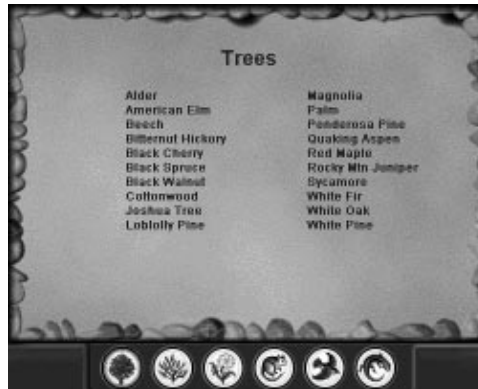 Trees
Alder
American Elm
Beech
Bitternut Hickory
Black Cherry
Black Spruce
Black Walnut
Cottonwood
Joshua Tree
Loblolly Pine
Magnolia
Palm
Ponderosa Pine
Quaking Aspen
Red Maple
Rocky Mtn Juniper
Sycamore
White Fir
White Oak
White Pine